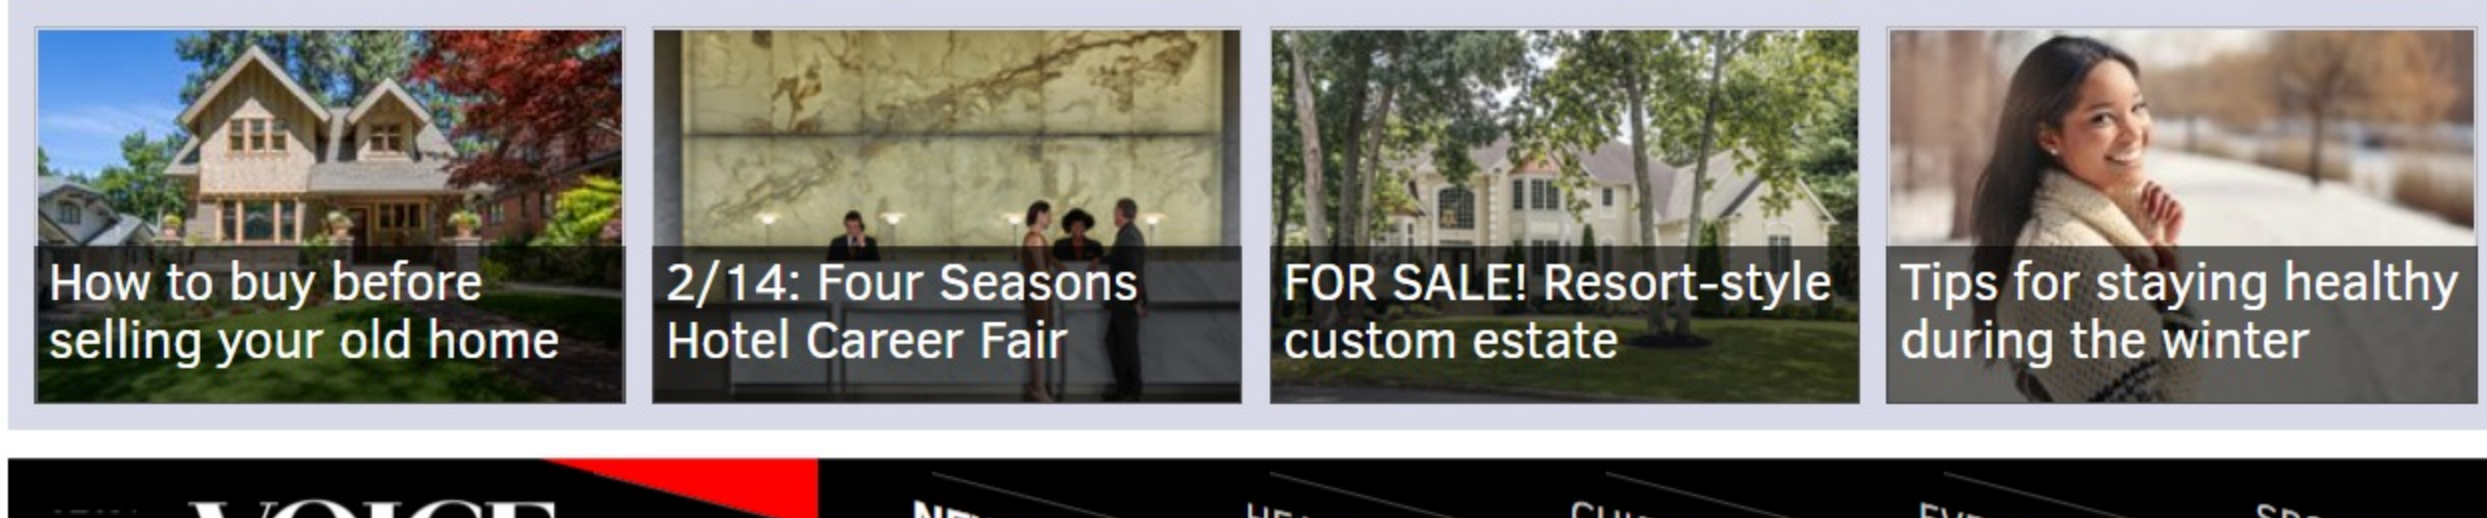 How to buy before
selling your old home
2/14: Four Seasons
Hotel Career Fair
FOR SALE! Resort-style
custom estate
Tips for staying healthy
during the winter
VOICE